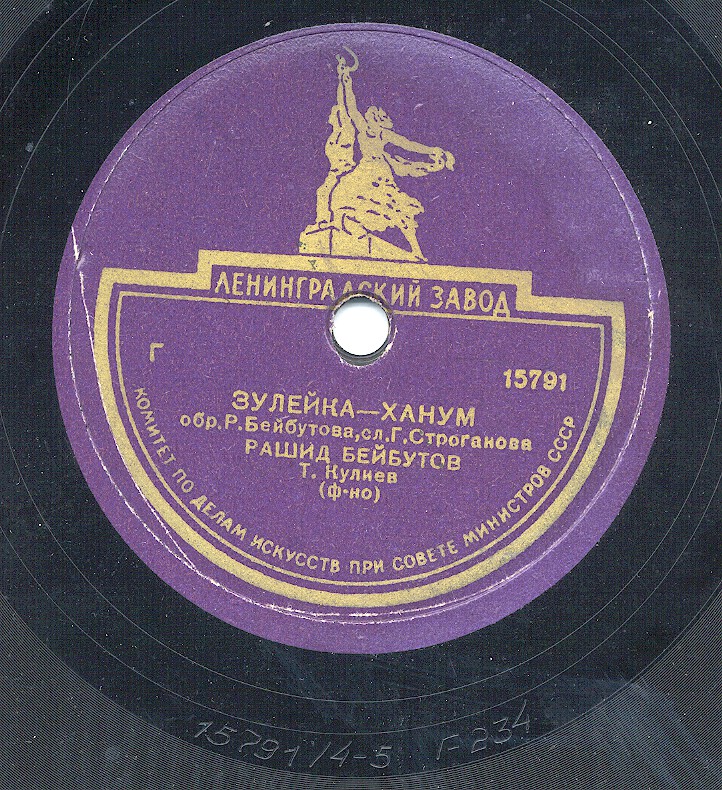 ЛЕНИНГРАДСКИЙ ЗАВОД
Г
15791
ЗУЛЕЙКА—ХАНУМ
обр.Р.Бейбутова,сл.Г.Строганова
РАШИД БЕЙБУТОВ
Т. Кулиев
(ф-но)
КОМИТЕТ ПО ДЕЛАМ ИСКУССТВ ПРИ СОВЕТЕ МИНИСТРОВ СССР
15791/4-5 Г234